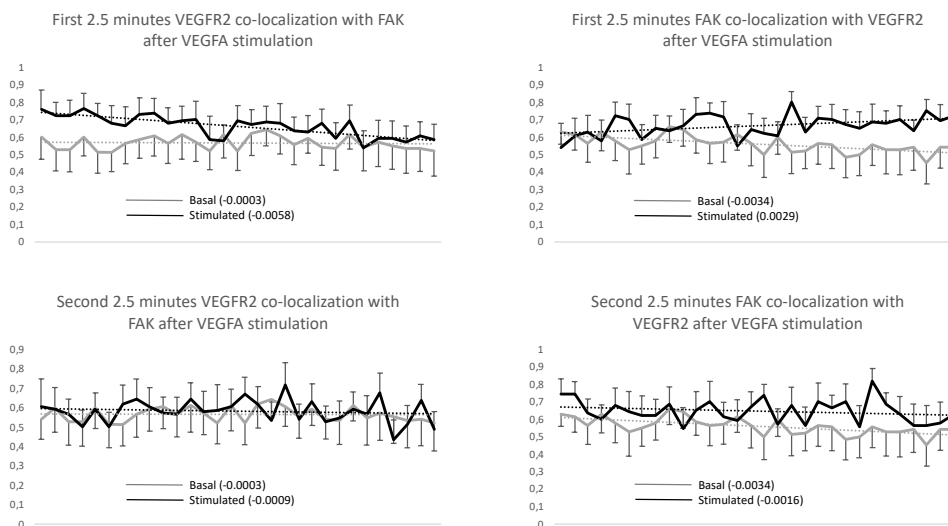 First 2.5 minutes VEGFR2 co-localization with FAK
after VEGFA stimulation
1
0,9
0,8
0,7
0,6
0,5
0,4
0,3
0,2
0,1
0
Basal (-0.0003)
Stimulated (-0.0058)
First 2.5 minutes FAK co-localization with VEGFR2
after VEGFA stimulation
1
0,9
0,8
0,7
0,6
0,5
0,4
0,3
0,2
0,1
0
Basal (-0.0034)
Stimulated (0.0029)
Second 2.5 minutes VEGFR2 co-localization with
FAK after VEGFA stimulation
0,9
0,8
0,7
0,6
0,5
0,4
0,3
0,2
0,1
0
Basal (-0.0003)
Stimulated (-0.0009)
Second 2.5 minutes FAK co-localization with
VEGFR2 after VEGFA stimulation
1
0,9
0,8
0,7
0,6
0,5
0,4
0,3
0,2
0,1
0
Basal (-0.0034)
Stimulated (-0.0016)